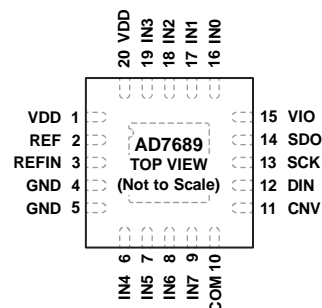 20 VDD
19 IN3
18 IN2
17 IN1
16 IN0
VDD 1
REF 2
REFIN 3
GND 4
GND 5
AD7689
TOP VIEW
(Not to Scale)
15 VIO
14 SDO
13 SCK
12 DIN
11 CNV
IN4 6
IN5 7
IN6 8
IN7 9
COM 10